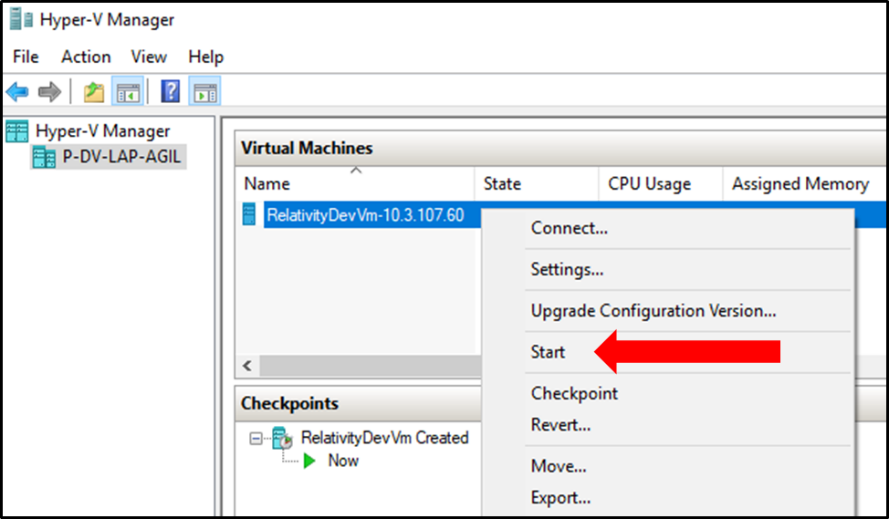 Hyper-V Manager
File Action View Help
Hyper-V Manager
P-DV-LAP-AGIL
Virtual Machines
Name State CPU Usage Assigned Memory
RelativityDevVm-10.3.107.60
Connect...
Settings...
Upgrade Configuration Version...
Start
Checkpoint
Revert...
Move...
Export...
Checkpoints
RelativityDevVm Created
Now